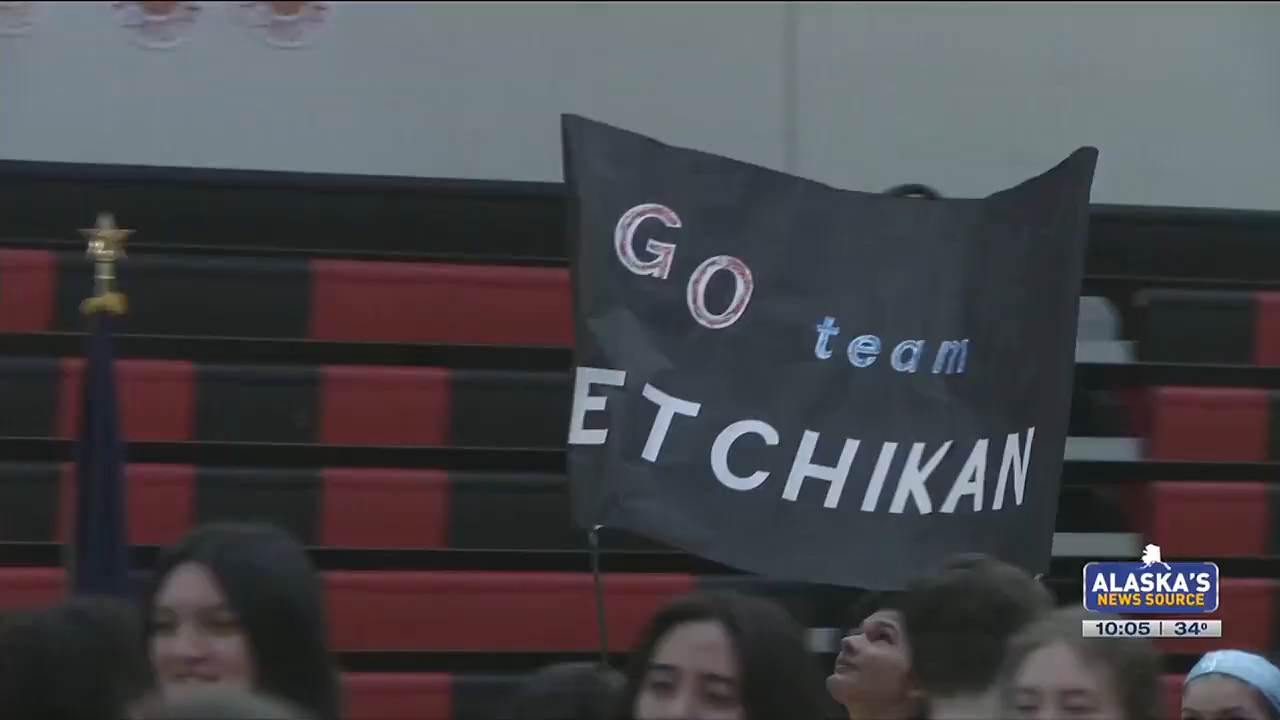 GO
team
ETCHIKAN
ALASKA'S
NEWS SOURCE
10:05 | 34º